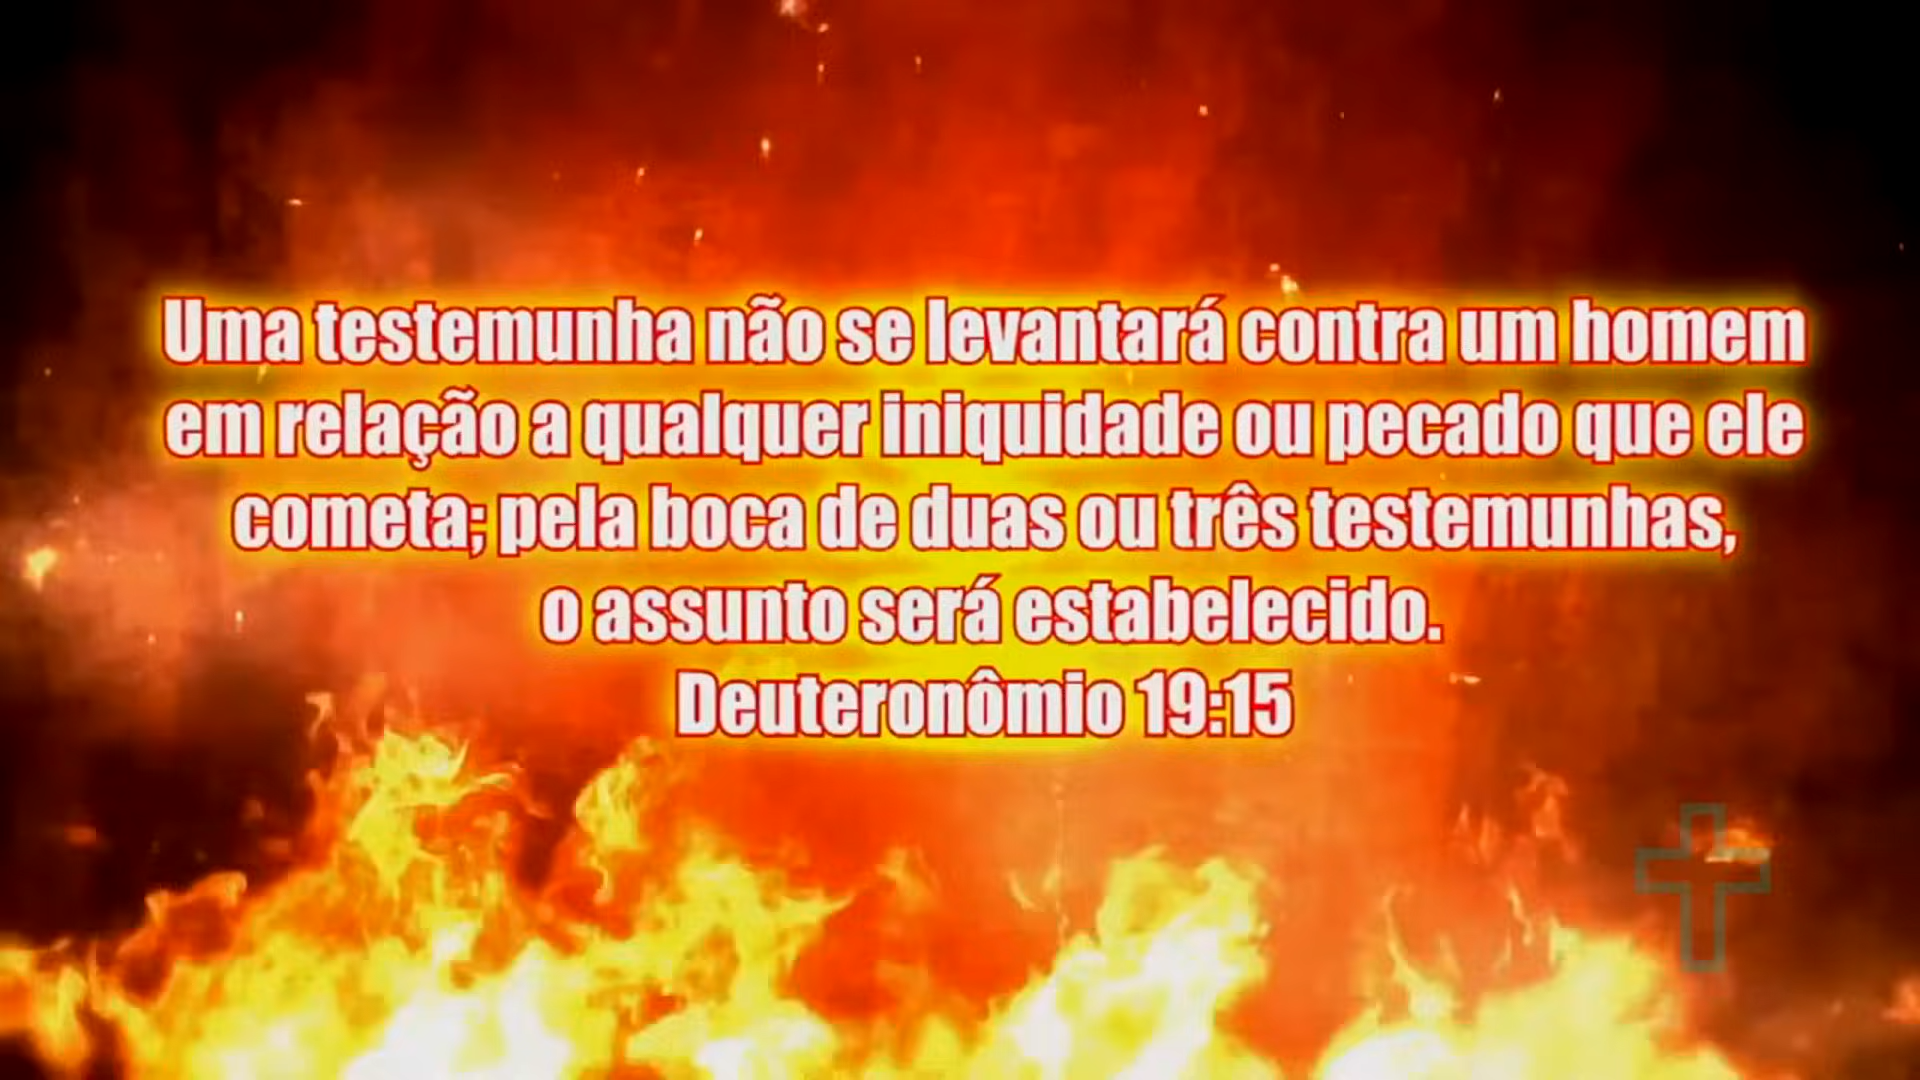 Uma testemunha não se levantará contra um homem
em relação a qualquer iniquidade ou pecado que ele
cometa; pela boca de duas ou três testemunhas,
o assunto será estabelecido.
Deuteronômio 19:15